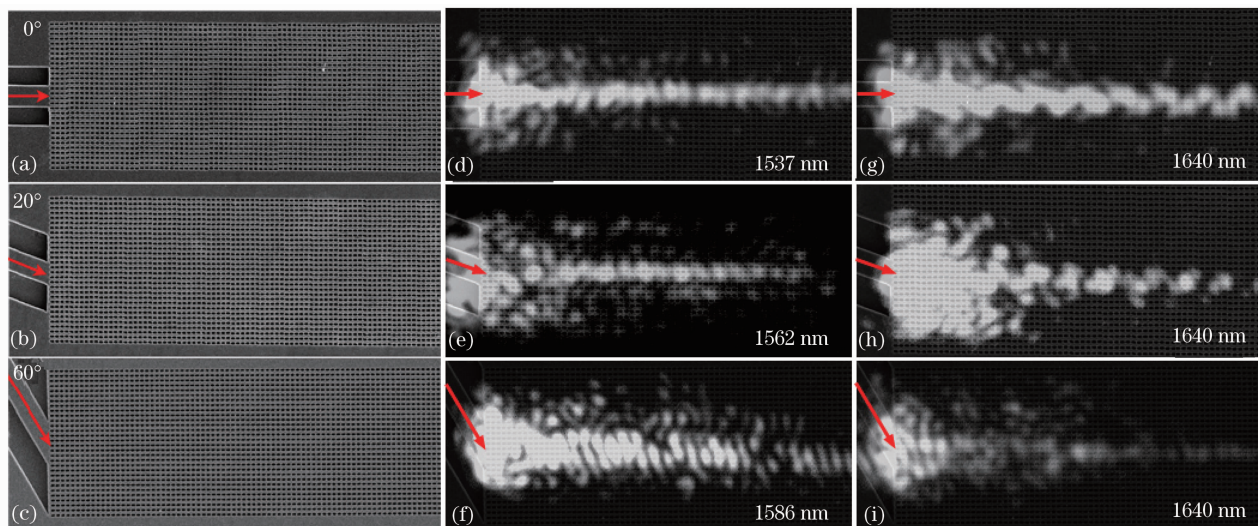 0°
(a)
(d)
1537 nm
(g)
1640 nm
20°
(b)
(e)
1562 nm
(h)
1640 nm
60°
(c)
(f)
1586 nm
(i)
1640 nm